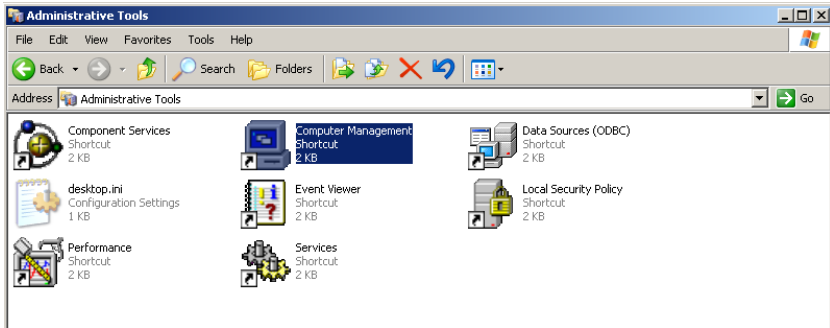 Administrative Tools
File Edit View Favorites Tools Help
Back Search Folders
Address Administrative Tools Go
Component Services
Shortcut
2 KB
Computer Management
Shortcut
2 KB
Data Sources (ODBC)
Shortcut
2 KB
desktop.ini
Configuration Settings
1 KB
Event Viewer
Shortcut
2 KB
Local Security Policy
Shortcut
2 KB
Performance
Shortcut
2 KB
Services
Shortcut
2 KB